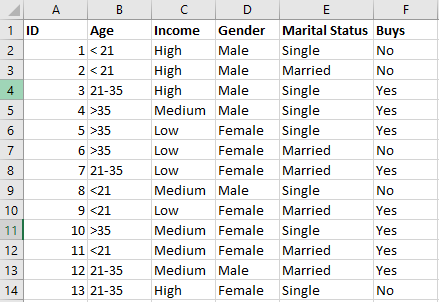 A B C D E F
1 ID Age Income Gender Marital Status Buys
2 1 < 21 High Male Single No
3 2 < 21 High Male Married No
4 3 21-35 High Male Single Yes
5 4 >35 Medium Male Single Yes
6 5 >35 Low Female Single Yes
7 6 >35 Low Female Married No
8 7 21-35 Low Female Married Yes
9 8 <21 Medium Male Single No
10 9 <21 Low Female Married Yes
11 10 >35 Medium Female Single Yes
12 11 <21 Medium Female Married Yes
13 12 21-35 Medium Male Married Yes
14 13 21-35 High Female Single No